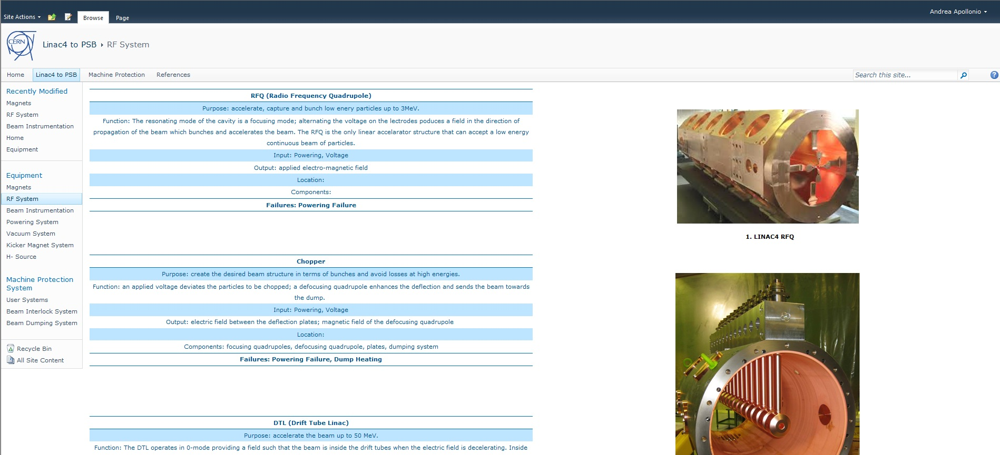 Site Actions
Browse
Page
Andrea Apollonio
CERN
Linac4 to PSB
RF System
Home
Linac4 to PSB
Machine Protection
References
Search this site...
Recently Modified
Magnets
RF System
Beam Instrumentation
Home
Equipment
Equipment
Magnets
RF System
Beam Instrumentation
Powering System
Vacuum System
Kicker Magnet System
H- Source
Machine Protection
System
User Systems
Beam Interlock System
Beam Dumping System
Recycle Bin
All Site Content
RFQ (Radio Frequency Quadrupole)
Purpose: accelerate, capture and bunch low enery particles up to 3MeV.
Function: The resonating mode of the cavity is a focusing mode; alternating the voltage on the lectrodes poduces a field in the direction of
propagation of the beam which bunches and accelerates the beam. The RFQ is the only linear accelarator structure that can accept a low energy
continuous beam of particles.
Input: Powering, Voltage
Output: applied electro-magnetic field
Location:
Components:
Failures: Powering Failure
Chopper
Purpose: create the desired beam structure in terms of bunches and avoid losses at high energies.
Function: an applied voltage deviates the particles to be chopped; a defocusing quadrupole enhances the deflection and sends the beam towards
the dump.
Input: Powering, Voltage
Output: electric field between the deflection plates; magnetic field of the defocusing quadrupole
Location:
Components: focusing quadrupoles, defocusing quadrupole, plates, dumping system
Failures: Powering Failure, Dump Heating
DTL (Drift Tube Linac)
Purpose: accelerate the beam up to 50 MeV.
Function: The DTL operates in 0-mode providing a field such that the beam is inside the drift tubes when the electric field is decelerating. Inside
1. LINAC4 RFQ